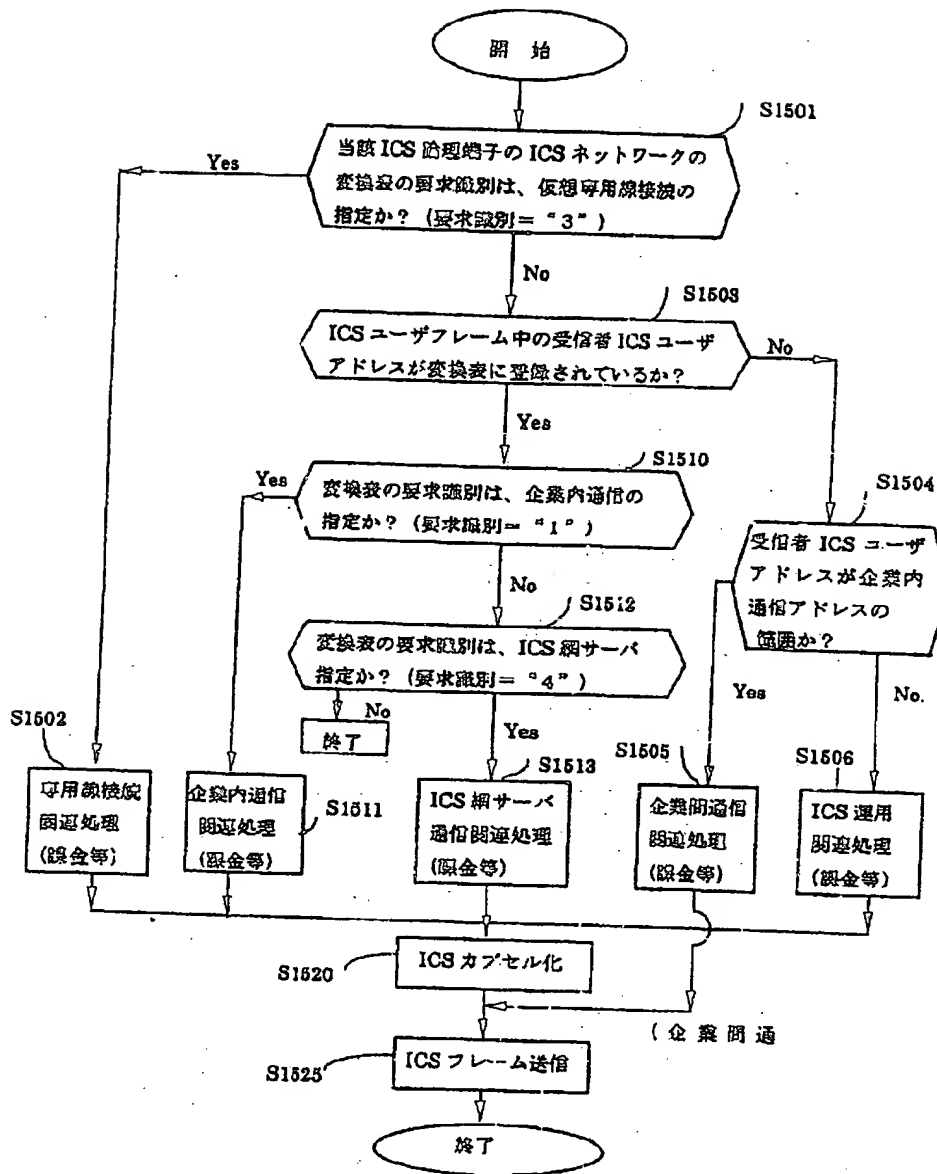 開始
S1501
当該ICS論理端子のICSネットワークの
変換表の要求識別は、仮想専用線接続の
指定か？（要求識別＝“3”）
Yes
No
S1503
ICSユーザフレーム中の受信者ICSユーザ
アドレスが変換表に登録されているか？
No
Yes
S1510
変換表の要求識別は、企業内通信の
指定か？（要求識別＝“1”）
Yes
No
S1504
受信者ICSユーザ
アドレスが企業内
通信アドレスの
範囲か？
Yes
No.
S1512
変換表の要求識別は、ICS網サーバ
指定か？（要求識別＝“4”）
No
終了
Yes
S1502
専用線接続
関連処理
(課金等)
企業内通信
関連処理
(課金等)
S1511
S1513
ICS網サーバ
通信関連処理
(課金等)
S1505
企業間通信
関連処理
(課金等)
S1506
ICS運用
関連処理
(課金等)
S1520
ICSカプセル化
(企業間通
S1525
ICSフレーム送信
終了